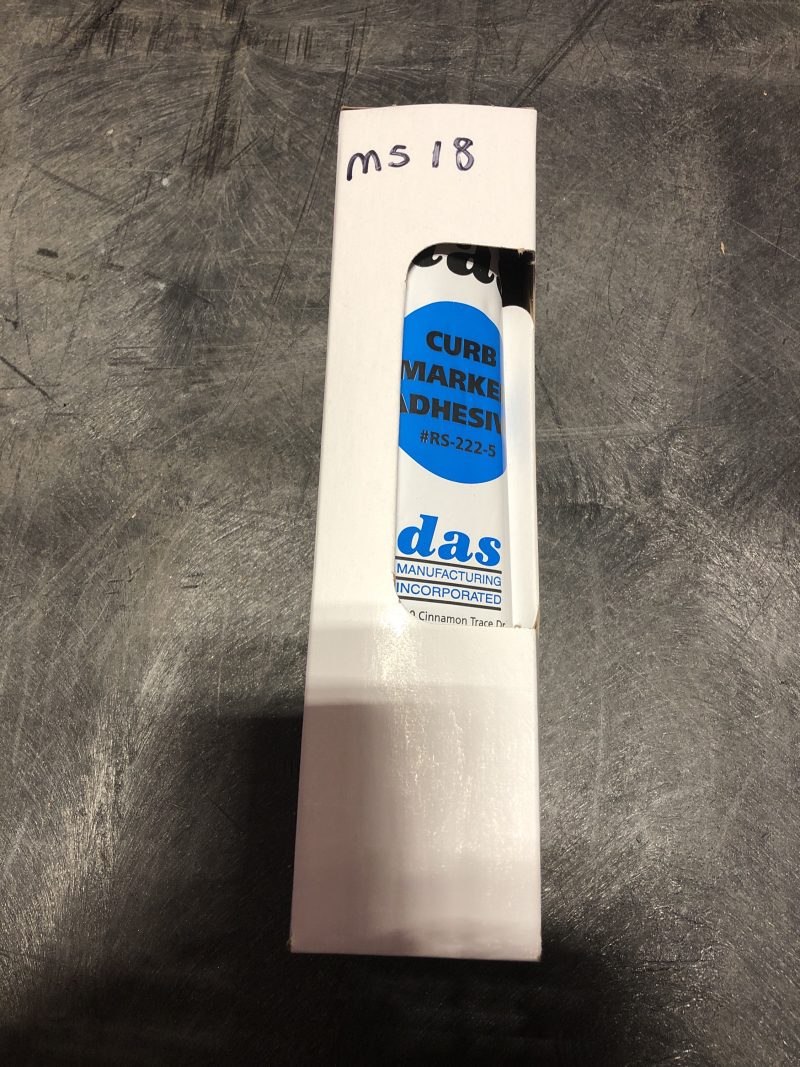 ms 18
CURB
MARKE
ADHESIV
#RS-222-5
das
MANUFACTURING
INCORPORATED
Cinnamon Trace Dr